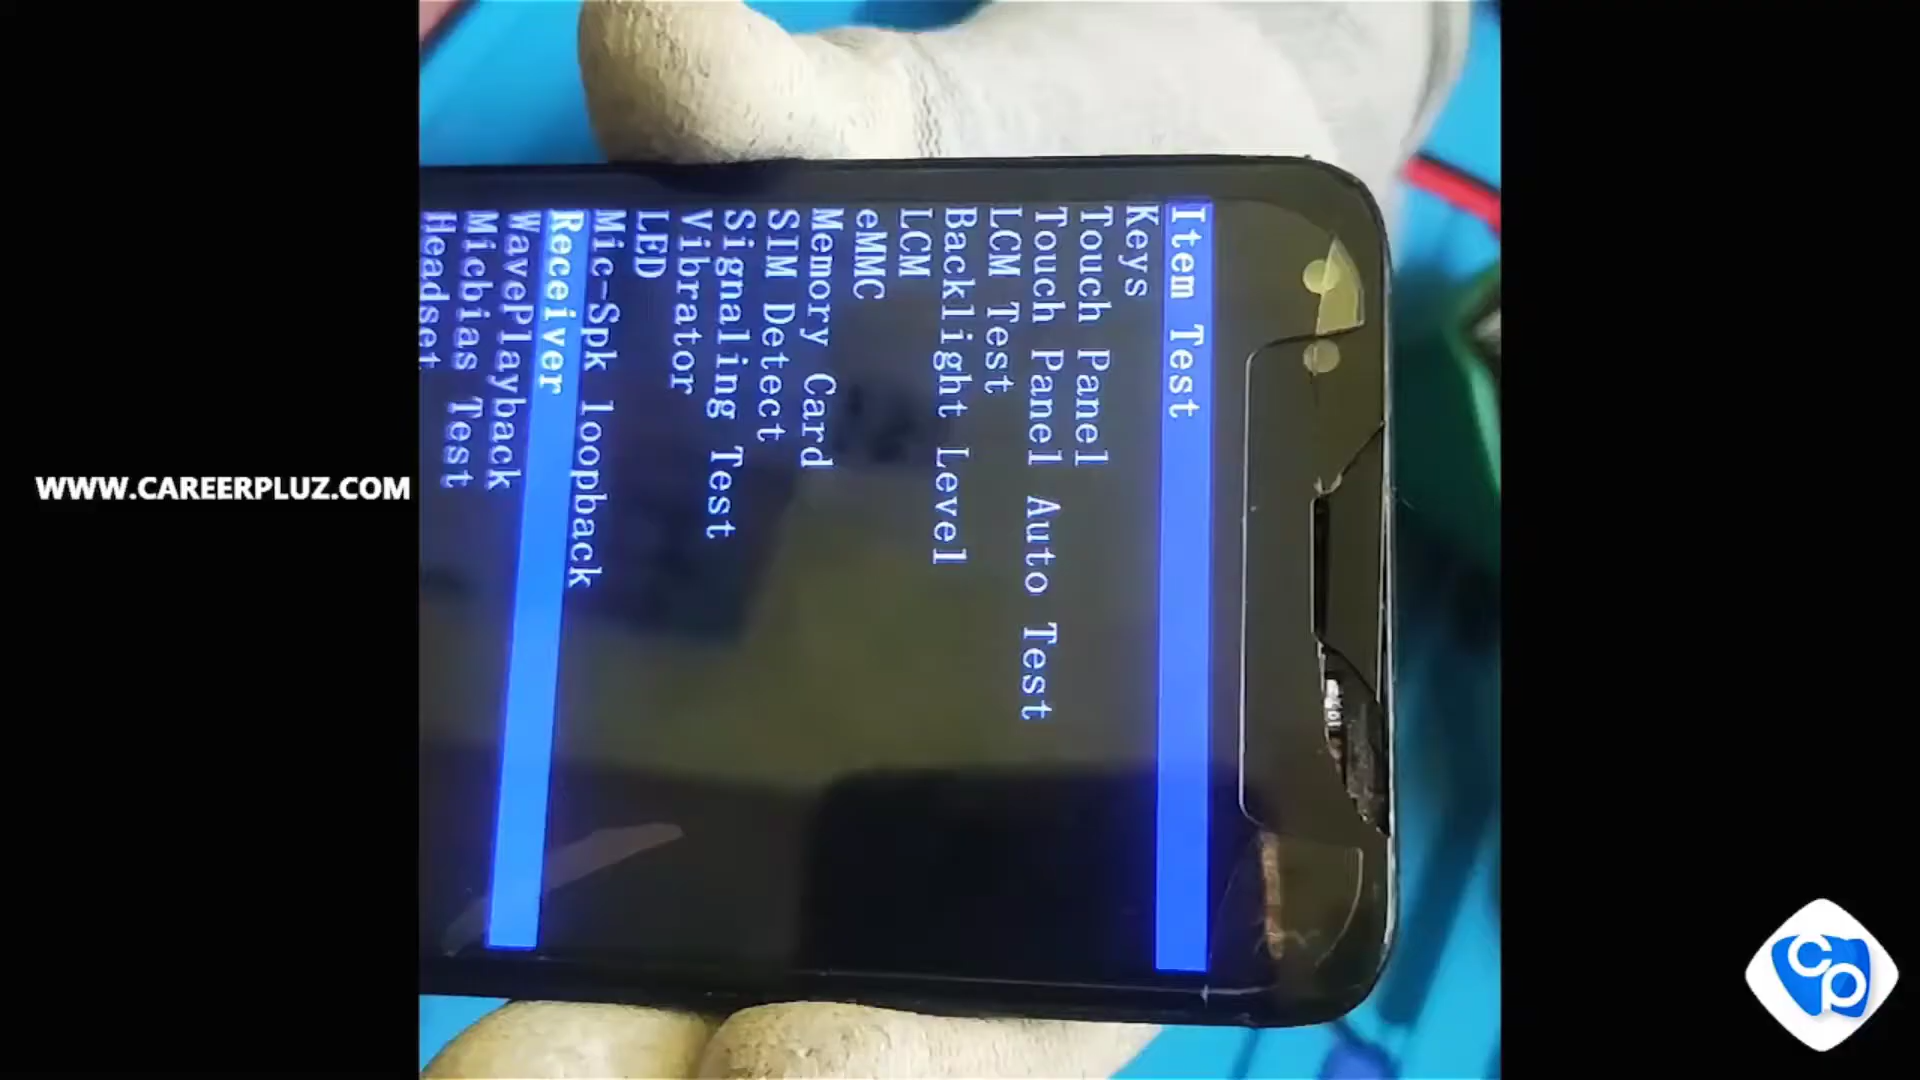 Item Test
Keys
Touch Panel
Touch Panel Auto Test
LCM Test
Backlight Level
LCM
eMMC
Memory Card
SIM Detect
Signaling Test
Vibrator
LED
Mic-Spk loopback
Receiver
WavePlayback
Micbias Test
Headset
WWW.CAREERPLUZ.COM
cp